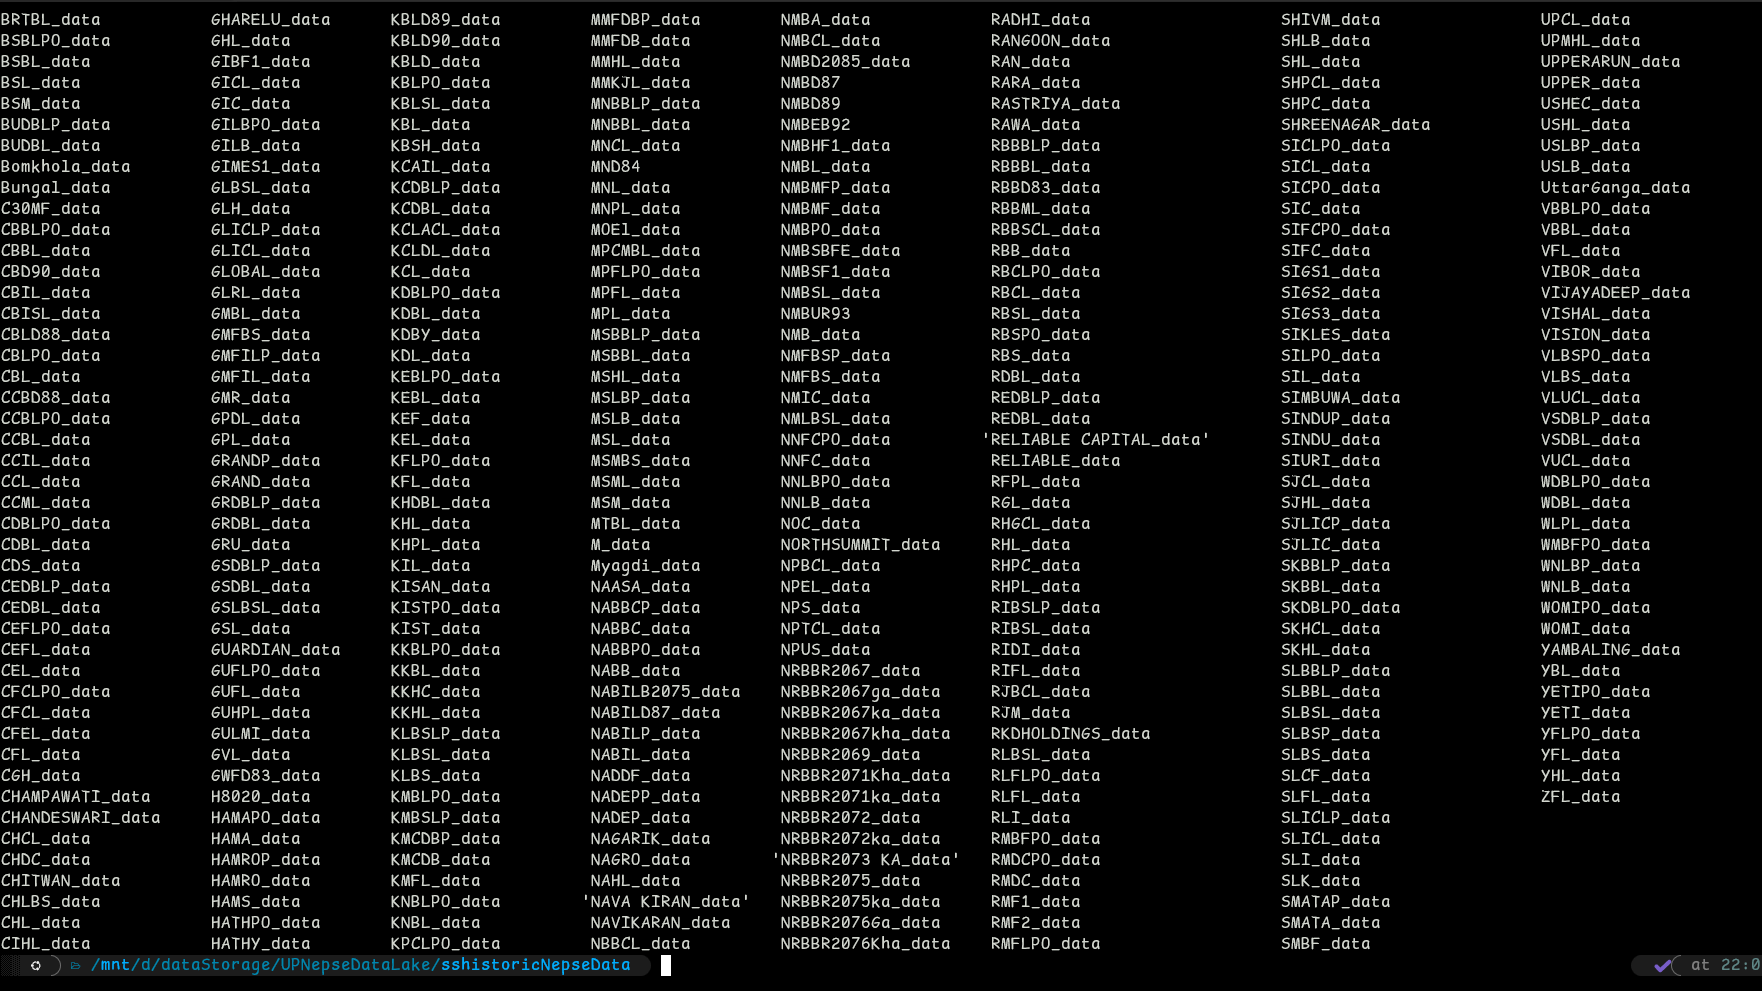 BRTBL_data GHARELU_data KBLD89_data MMFDBP_data NMBA_data RADHI_data SHIVM_data UPCL_data
BSBLPO_data GHL_data KBLD90_data MMFDB_data NMBCL_data RANGOON_data SHLB_data UPMHL_data
BSBL_data GIBF1_data KBLD_data MMHL_data NMBD2085_data RAN_data SHL_data UPPERARUN_data
BSL_data GICL_data KBLPO_data MMKJL_data NMBD87 RARA_data SHPCL_data UPPER_data
BSM_data GIC_data KBLSL_data MNBBLP_data NMBD89 RASTRIYA_data SHPC_data USHEC_data
BUDBLP_data GILBPO_data KBL_data MNBBL_data NMBEB92 RAWA_data SHREENAGAR_data USHL_data
BUDBL_data GILB_data KBSH_data MNCL_data NMBHF1_data RBBBLP_data SICLPO_data USLBP_data
Bomkhola_data GIMES1_data KCAIL_data MND84 NMBL_data RBBBL_data SICL_data USLB_data
Bungal_data GLBSL_data KCDBLP_data MNL_data NMBMFP_data RBBD83_data SICPO_data UttarGanga_data
C30MF_data GLH_data KCDBL_data MNPL_data NMBMF_data RBBML_data SIC_data VBBLPO_data
CBBLPO_data GLICLP_data KCLACL_data MOEl_data NMBPO_data RBBSCL_data SIFCPO_data VBBL_data
CBBL_data GLICL_data KCLDL_data MPCMBL_data NMBSBFE_data RBB_data SIFC_data VFL_data
CBD90_data GLOBAL_data KCL_data MPFLPO_data NMBSF1_data RBCLPO_data SIGS1_data VIBOR_data
CBIL_data GLRL_data KDBLPO_data MPFL_data NMBSL_data RBCL_data SIGS2_data VIJAYADEEP_data
CBISL_data GMBL_data KDBL_data MPL_data NMBUR93 RBSL_data SIGS3_data VISHAL_data
CBLD88_data GMFBS_data KDBY_data MSBBLP_data NMB_data RBSPO_data SIKLES_data VISION_data
CBLPO_data GMFILP_data KDL_data MSBBL_data NMFBSP_data RBS_data SILPO_data VLBSPO_data
CBL_data GMFIL_data KEBLPO_data MSHL_data NMFBS_data RDBL_data SIL_data VLBS_data
CCBD88_data GMR_data KEBL_data MSLBP_data NMIC_data REDBLP_data SIMBUWA_data VLUCL_data
CCBLPO_data GPDL_data KEF_data MSLB_data NMLBSL_data REDBL_data SINDUP_data VSDBLP_data
CCBL_data GPL_data KEL_data MSL_data NNFCPO_data 'RELIABLE CAPITAL_data' SINDU_data VSDBL_data
CCIL_data GRANDP_data KFLPO_data MSMBS_data NNFC_data RELIABLE_data SIURI_data VUCL_data
CCL_data GRAND_data KFL_data MSML_data NNLBPO_data RFPL_data SJCL_data WDBLPO_data
CCML_data GRDBLP_data KHDBL_data MSM_data NNLB_data RGL_data SJHL_data WDBL_data
CDBLPO_data GRDBL_data KHL_data MTBL_data NOC_data RHGCL_data SJLICP_data WLPL_data
CDBL_data GRU_data KHPL_data M_data NORTHSUMMIT_data RHL_data SJLIC_data WMBFPO_data
CDS_data GSDBLP_data KIL_data Myagdi_data NPBCL_data RHPC_data SKBBLP_data WNLBP_data
CEDBLP_data GSDBL_data KISAN_data NAASA_data NPEL_data RHPL_data SKBBL_data WNLB_data
CEDBL_data GSLBSL_data KISTPO_data NABBCP_data NPS_data RIBSLP_data SKDBLPO_data WOMIPO_data
CEFLPO_data GSL_data KIST_data NABBC_data NPTCL_data RIBSL_data SKHCL_data WOMI_data
CEFL_data GUARDIAN_data KKBLPO_data NABBPO_data NPUS_data RIDI_data SKHL_data YAMBALING_data
CEL_data GUFLPO_data KKBL_data NABB_data NRBBR2067_data RIFL_data SLBBLP_data YBL_data
CFCLPO_data GUFL_data KKHC_data NABILB2075_data NRBBR2067ga_data RJBCL_data SLBBL_data YETIPO_data
CFCL_data GUHPL_data KKHL_data NABILD87_data NRBBR2067ka_data RJM_data SLBSL_data YETI_data
CFEL_data GULMI_data KLBSLP_data NABILP_data NRBBR2067kha_data RKDHOLDINGS_data SLBSP_data YFLPO_data
CFL_data GVL_data KLBSL_data NABIL_data NRBBR2069_data RLBSL_data SLBS_data YFL_data
CGH_data GWFD83_data KLBS_data NADDF_data NRBBR2071Kha_data RLFLPO_data SLCF_data YHL_data
CHAMPAWATI_data H8020_data KMBLPO_data NADEPP_data NRBBR2071ka_data RLFL_data SLFL_data ZFL_data
CHANDESWARI_data HAMAPO_data KMBSLP_data NADEP_data NRBBR2072_data RLI_data SLICLP_data
CHCL_data HAMA_data KMCDBP_data NAGARIK_data NRBBR2072ka_data RMBFPO_data SLICL_data
CHDC_data HAMROP_data KMCDB_data NAGRO_data 'NRBBR2073 KA_data' RMDCPO_data SLI_data
CHITWAN_data HAMRO_data KMFL_data NAHL_data NRBBR2075_data RMDC_data SLK_data
CHLBS_data HAMS_data KNBLPO_data 'NAVA KIRAN_data' NRBBR2075ka_data RMF1_data SMATAP_data
CHL_data HATHPO_data KNBL_data NAVIKARAN_data NRBBR2076Ga_data RMF2_data SMATA_data
CIHL_data HATHY_data KPCLPO_data NBBCL_data NRBBR2076Kha_data RMFLPO_data SMBF_data
/mnt/d/dataStorage/UPNepseDataLake/sshistoricNepseData at 22:0